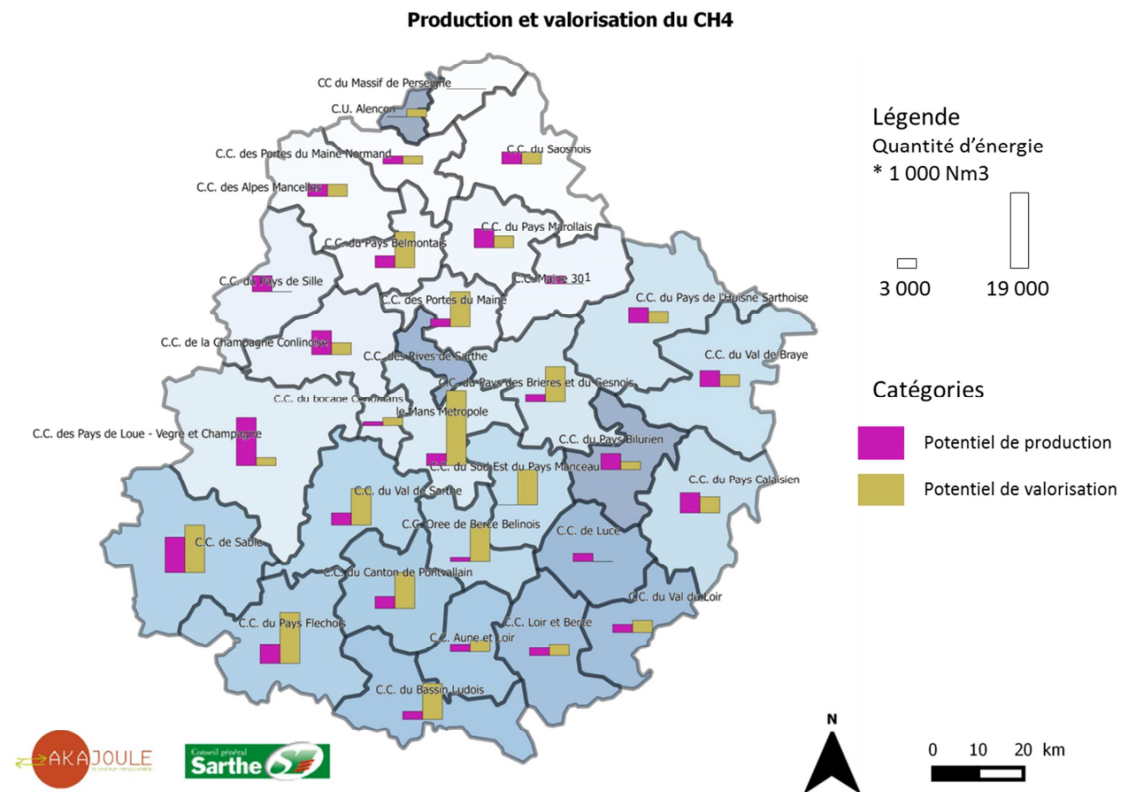 Production et valorisation du CH4
CC du Massif de Perseigne
C.U. Alencon
C.C. des Portes du Maine Normand
C.C. du Saosnois
C.C. des Alpes Mancelles
C.C. du Pays Marollais
C.C. du Pays Belmontais
C.C. du Pays de Sille
C.C. Maine 301
C.C. du Pays de l'Huisne Sarthoise
C.C. des Portes du Maine
C.C. de la Champagne Conlinoise
C.C. des Rives de Sarthe
C.C. du Val de Braye
C.C. du Pays des Brieres et du Gesnois
C.C. du bocage Cenomans
le Mans Metropole
C.C. des Pays de Loue - Vegre et Champagne
C.C. du Pays Bilurien
C.C. du Sud Est du Pays Manceau
C.C. du Pays Calaisien
C.C. du Val de Sarthe
C.C. Oree de Berce Belinois
C.C. de Luce
C.C. de Sable
C.C. du Canton de Pontvallain
C.C. du Val du Loir
C.C. du Pays Flechois
C.C. Loir et Berce
C.C. Aune et Loir
C.C. du Bassin Ludois
Légende
Quantité d'énergie
* 1 000 Nm3
3 000
19 000
Catégories
Potentiel de production
Potentiel de valorisation
N
0 10 20 km
AKAJOULE
Conseil général
Sarthe